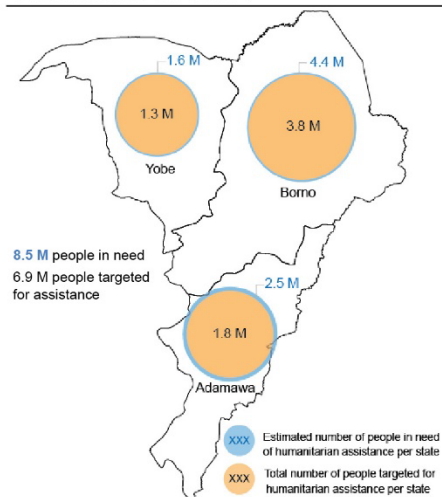 1.6 M
1.3 M
Yobe
4.4 M
3.8 M
Borno
8.5 M people in need
6.9 M people targeted
for assistance
2.5 M
1.8 M
Adamawa
XXX Estimated number of people in need
of humanitarian assistance per state
XXX Total number of people targeted for
humanitarian assistance per state